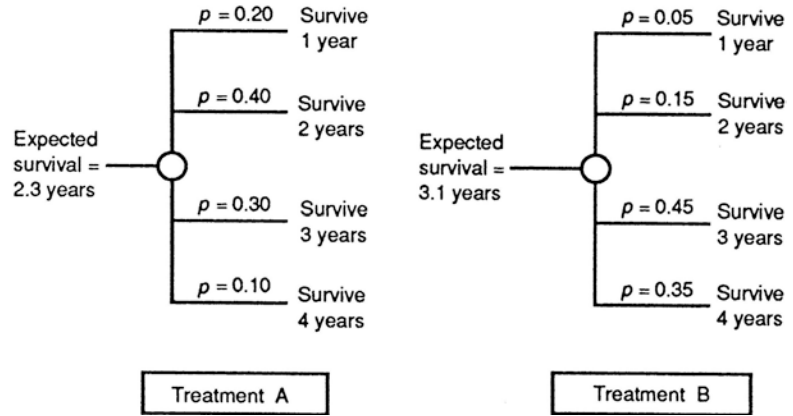 p = 0.20 Survive
1 year
p = 0.40 Survive
2 years
Expected
survival =
2.3 years
p = 0.30 Survive
3 years
p = 0.10 Survive
4 years
Treatment A
p = 0.05 Survive
1 year
p = 0.15 Survive
2 years
Expected
survival =
3.1 years
p = 0.45 Survive
3 years
p = 0.35 Survive
4 years
Treatment B